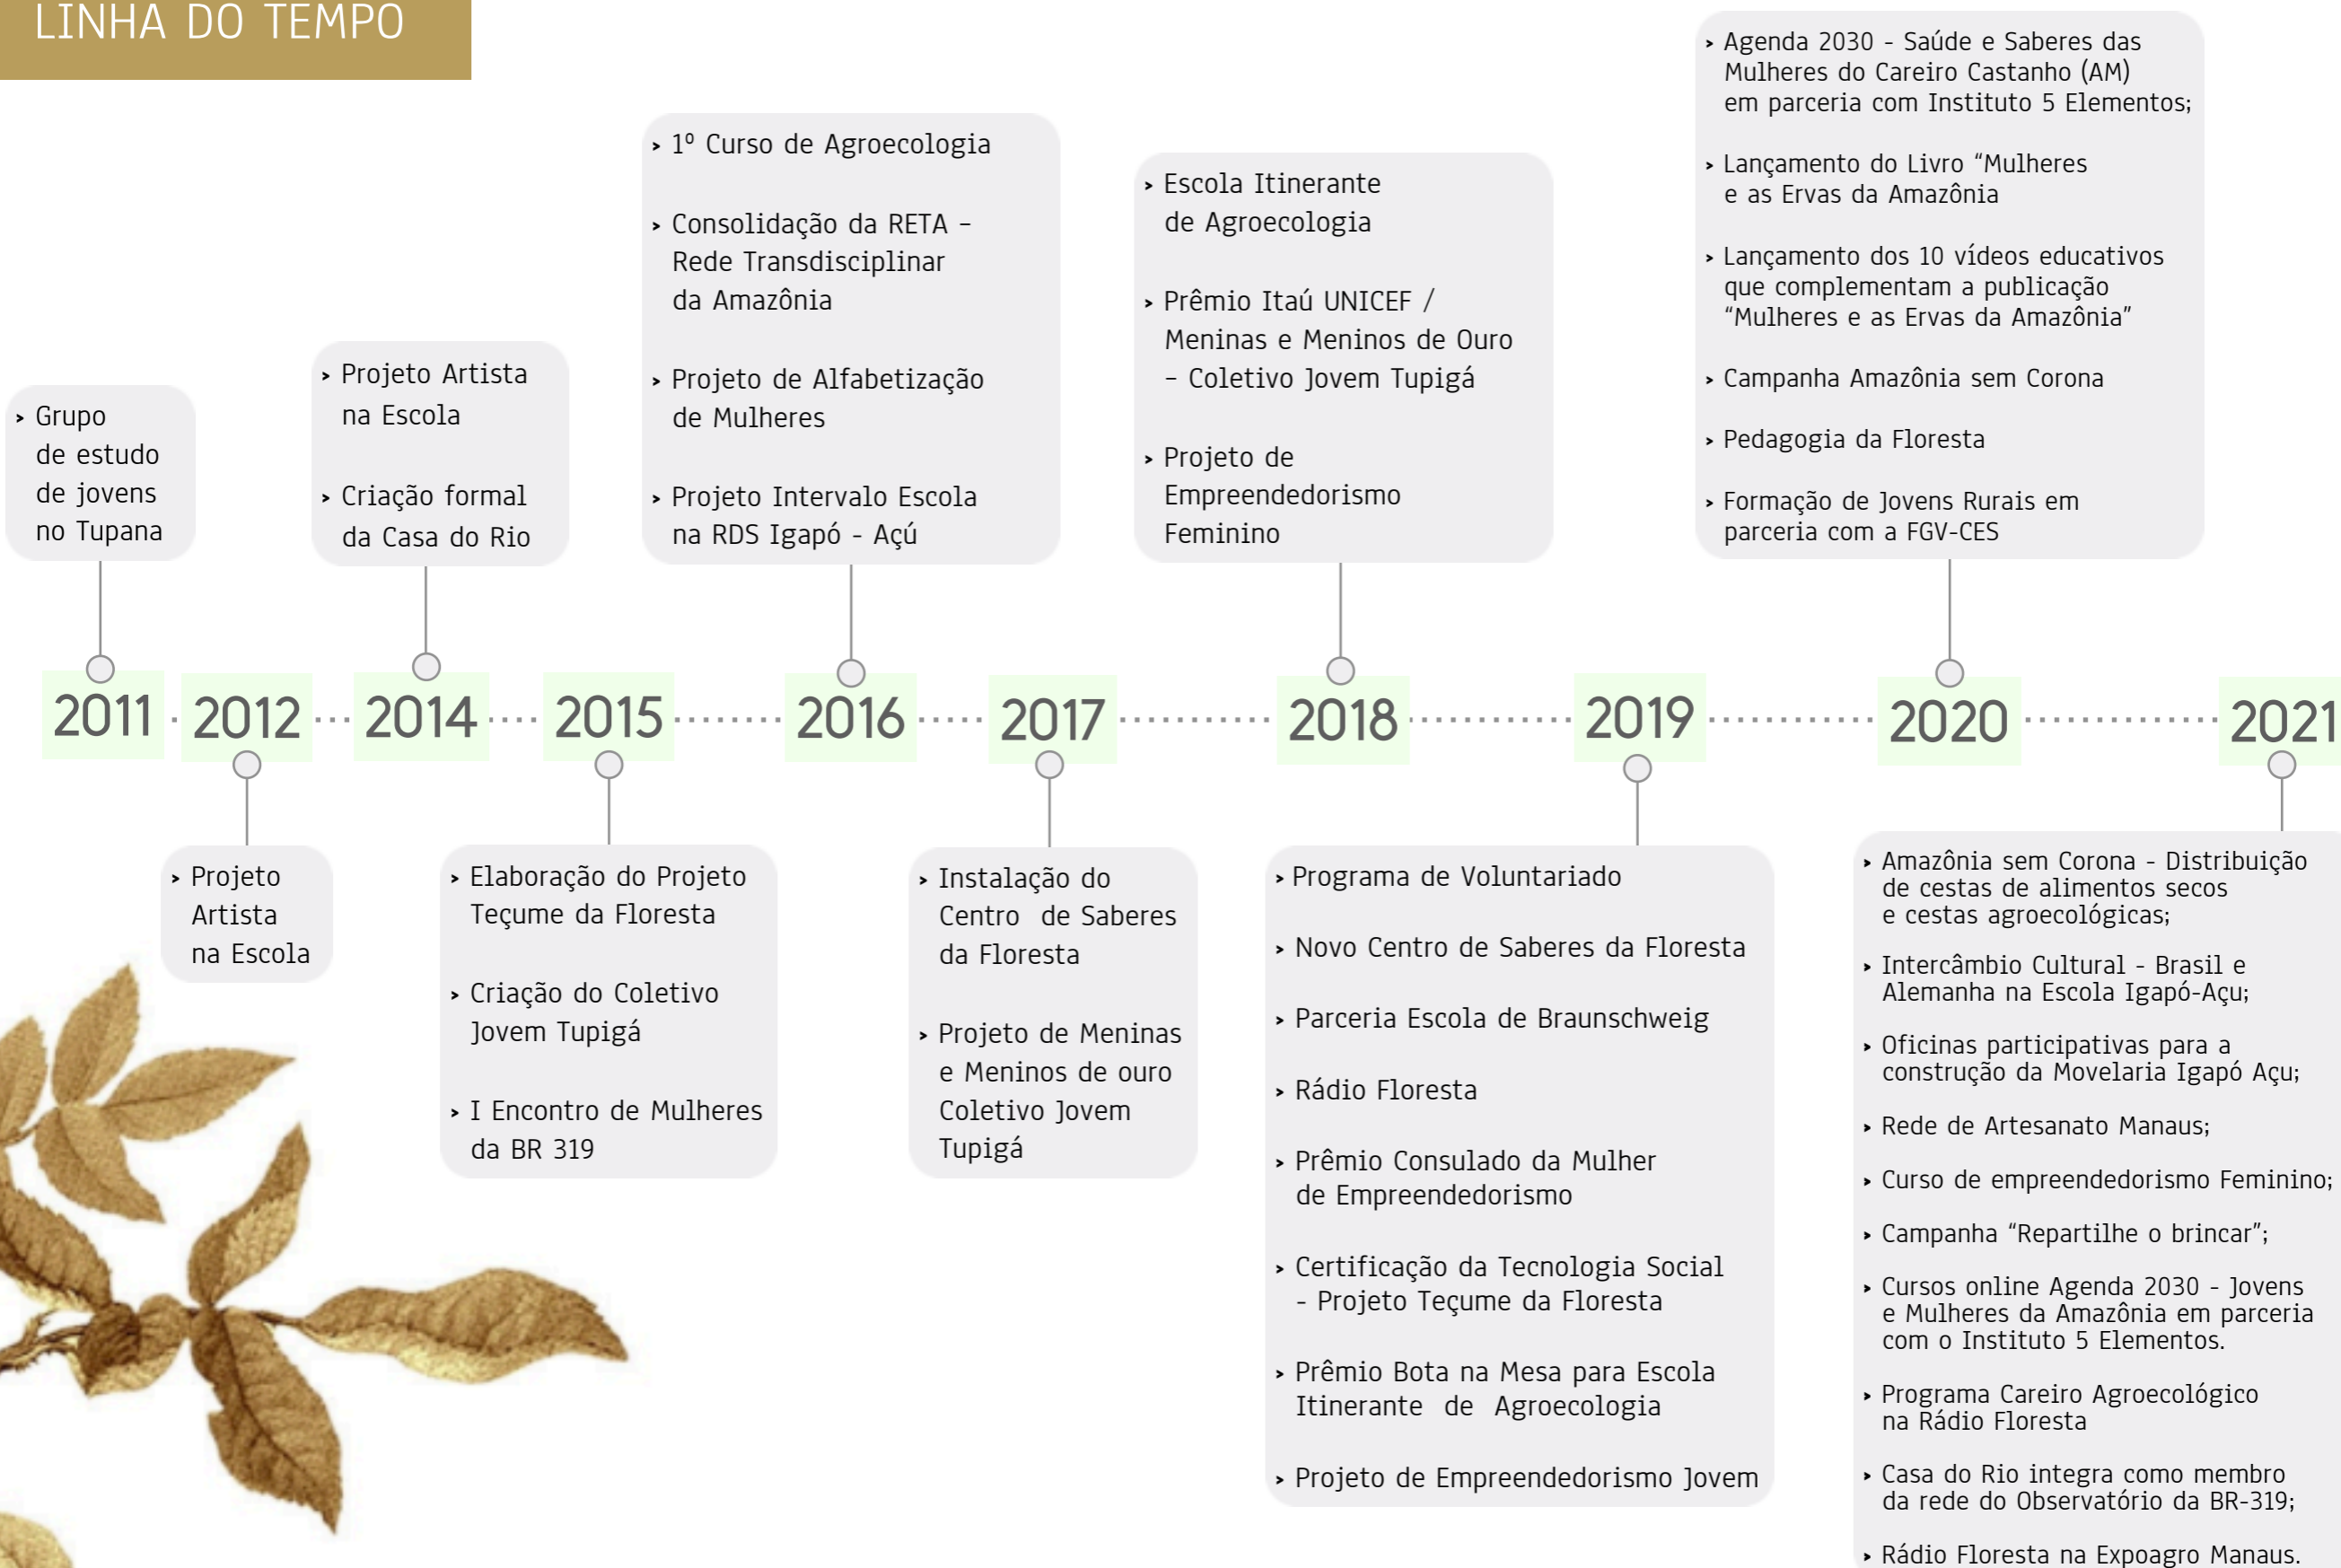 LINHA DO TEMPO
2011
› Grupo
de estudo
de jovens
no Tupana
2012
› Projeto
Artista
na Escola
2014
› Projeto Artista
na Escola
› Criação formal
da Casa do Rio
2015
› Elaboração do Projeto
Teçume da Floresta
› Criação do Coletivo
Jovem Tupigá
› I Encontro de Mulheres
da BR 319
2016
› 1º Curso de Agroecologia
› Consolidação da RETA –
Rede Transdisciplinar
da Amazônia
› Projeto de Alfabetização
de Mulheres
› Projeto Intervalo Escola
na RDS Igapó - Açú
2017
› Instalação do
Centro de Saberes
da Floresta
› Projeto de Meninas
e Meninos de ouro
Coletivo Jovem
Tupigá
2018
› Escola Itinerante
de Agroecologia
› Prêmio Itaú UNICEF /
Meninas e Meninos de Ouro
– Coletivo Jovem Tupigá
› Projeto de
Empreendedorismo
Feminino
2019
› Programa de Voluntariado
› Novo Centro de Saberes da Floresta
› Parceria Escola de Braunschweig
› Rádio Floresta
› Prêmio Consulado da Mulher
de Empreendedorismo
› Certificação da Tecnologia Social
- Projeto Teçume da Floresta
› Prêmio Bota na Mesa para Escola
Itinerante de Agroecologia
› Projeto de Empreendedorismo Jovem
2020
› Agenda 2030 - Saúde e Saberes das
Mulheres do Careiro Castanho (AM)
em parceria com Instituto 5 Elementos;
› Lançamento do Livro “Mulheres
e as Ervas da Amazônia
› Lançamento dos 10 vídeos educativos
que complementam a publicação
“Mulheres e as Ervas da Amazônia”
› Campanha Amazônia sem Corona
› Pedagogia da Floresta
› Formação de Jovens Rurais em
parceria com a FGV-CES
2021
› Amazônia sem Corona - Distribuição
de cestas de alimentos secos
e cestas agroecológicas;
› Intercâmbio Cultural - Brasil e
Alemanha na Escola Igapó-Açu;
› Oficinas participativas para a
construção da Movelaria Igapó Açu;
› Rede de Artesanato Manaus;
› Curso de empreendedorismo Feminino;
› Campanha “Repartilhe o brincar”;
› Cursos online Agenda 2030 - Jovens
e Mulheres da Amazônia em parceria
com o Instituto 5 Elementos.
› Programa Careiro Agroecológico
na Rádio Floresta
› Casa do Rio integra como membro
da rede do Observatório da BR-319;
› Rádio Floresta na Expoagro Manaus.